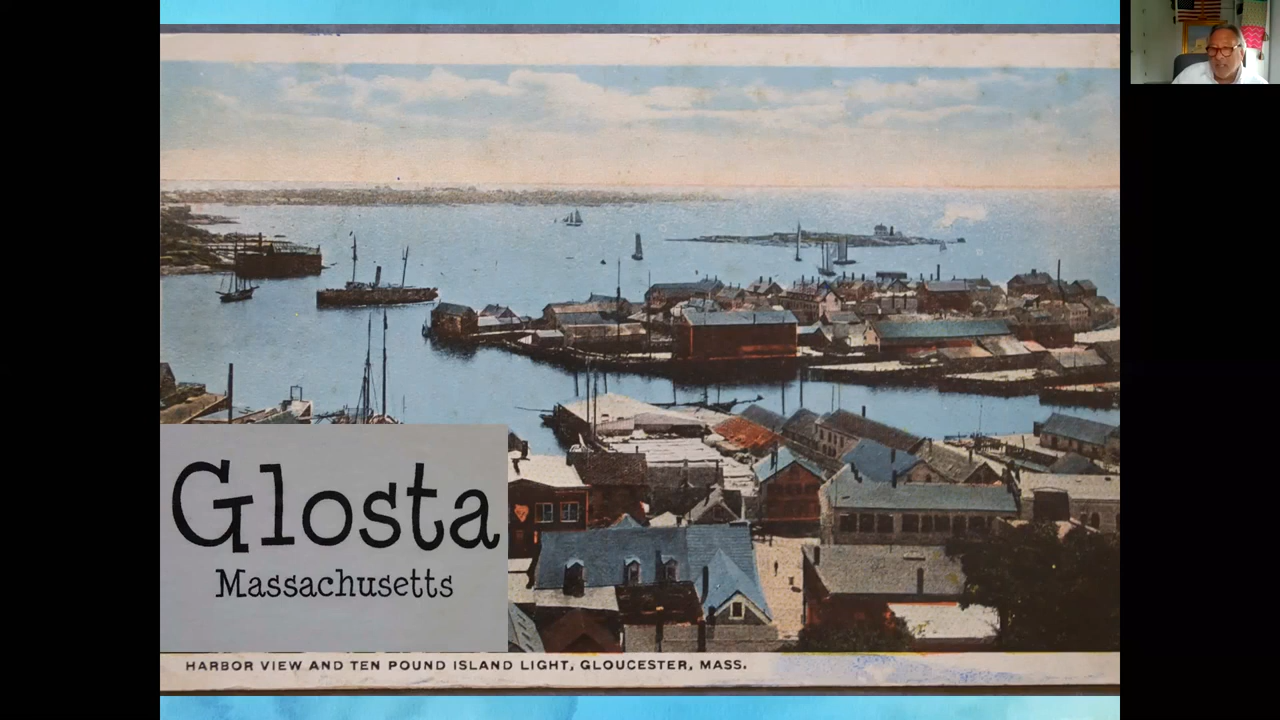 Glosta
Massachusetts
HARBOR VIEW AND TEN POUND ISLAND LIGHT, GLOUCESTER, MASS.